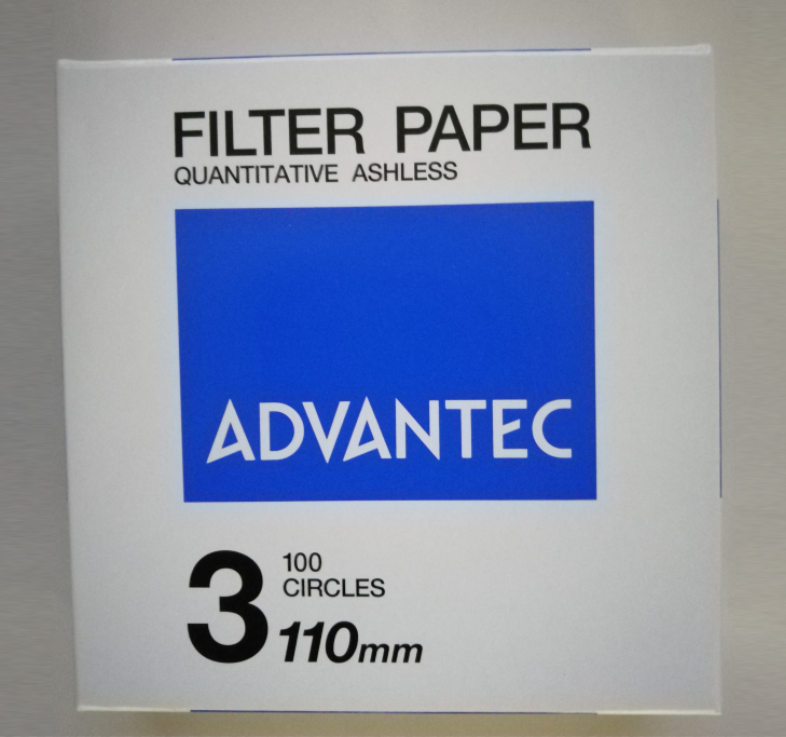 FILTER PAPER
QUANTITATIVE ASHLESS
ADVANTEC
3
100
CIRCLES
110mm